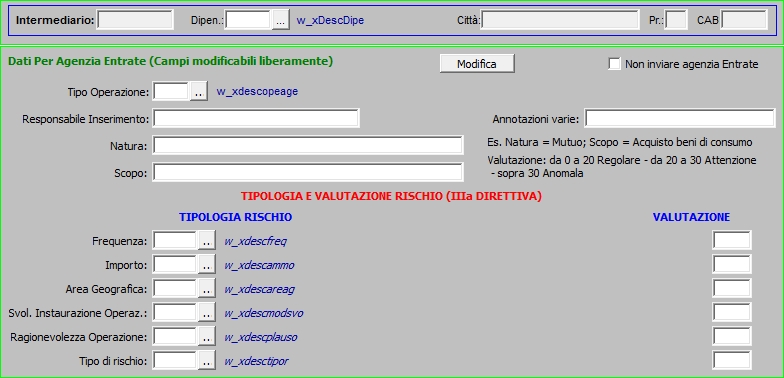 Intermediario: Dipen.: ... w_xDescDipe Città: Pr.: CAB
Dati Per Agenzia Entrate (Campi modificabili liberamente) Modifica Non inviare agenzia Entrate
Tipo Operazione: .. w_xdescopeage
Responsabile Inserimento: Annotazioni varie:
Natura: Es. Natura = Mutuo; Scopo = Acquisto beni di consumo
Valutazione: da 0 a 20 Regolare - da 20 a 30 Attenzione
Scopo: - sopra 30 Anomala
TIPOLOGIA E VALUTAZIONE RISCHIO (IIIa DIRETTIVA)
TIPOLOGIA RISCHIO VALUTAZIONE
Frequenza: .. w_xdescfreq
Importo: .. w_xdescammo
Area Geografica: .. w_xdescareag
Svol. Instaurazione Operaz.: .. w_xdescmodsvo
Ragionevolezza Operazione: .. w_xdescplauso
Tipo di rischio: .. w_xdesctipor